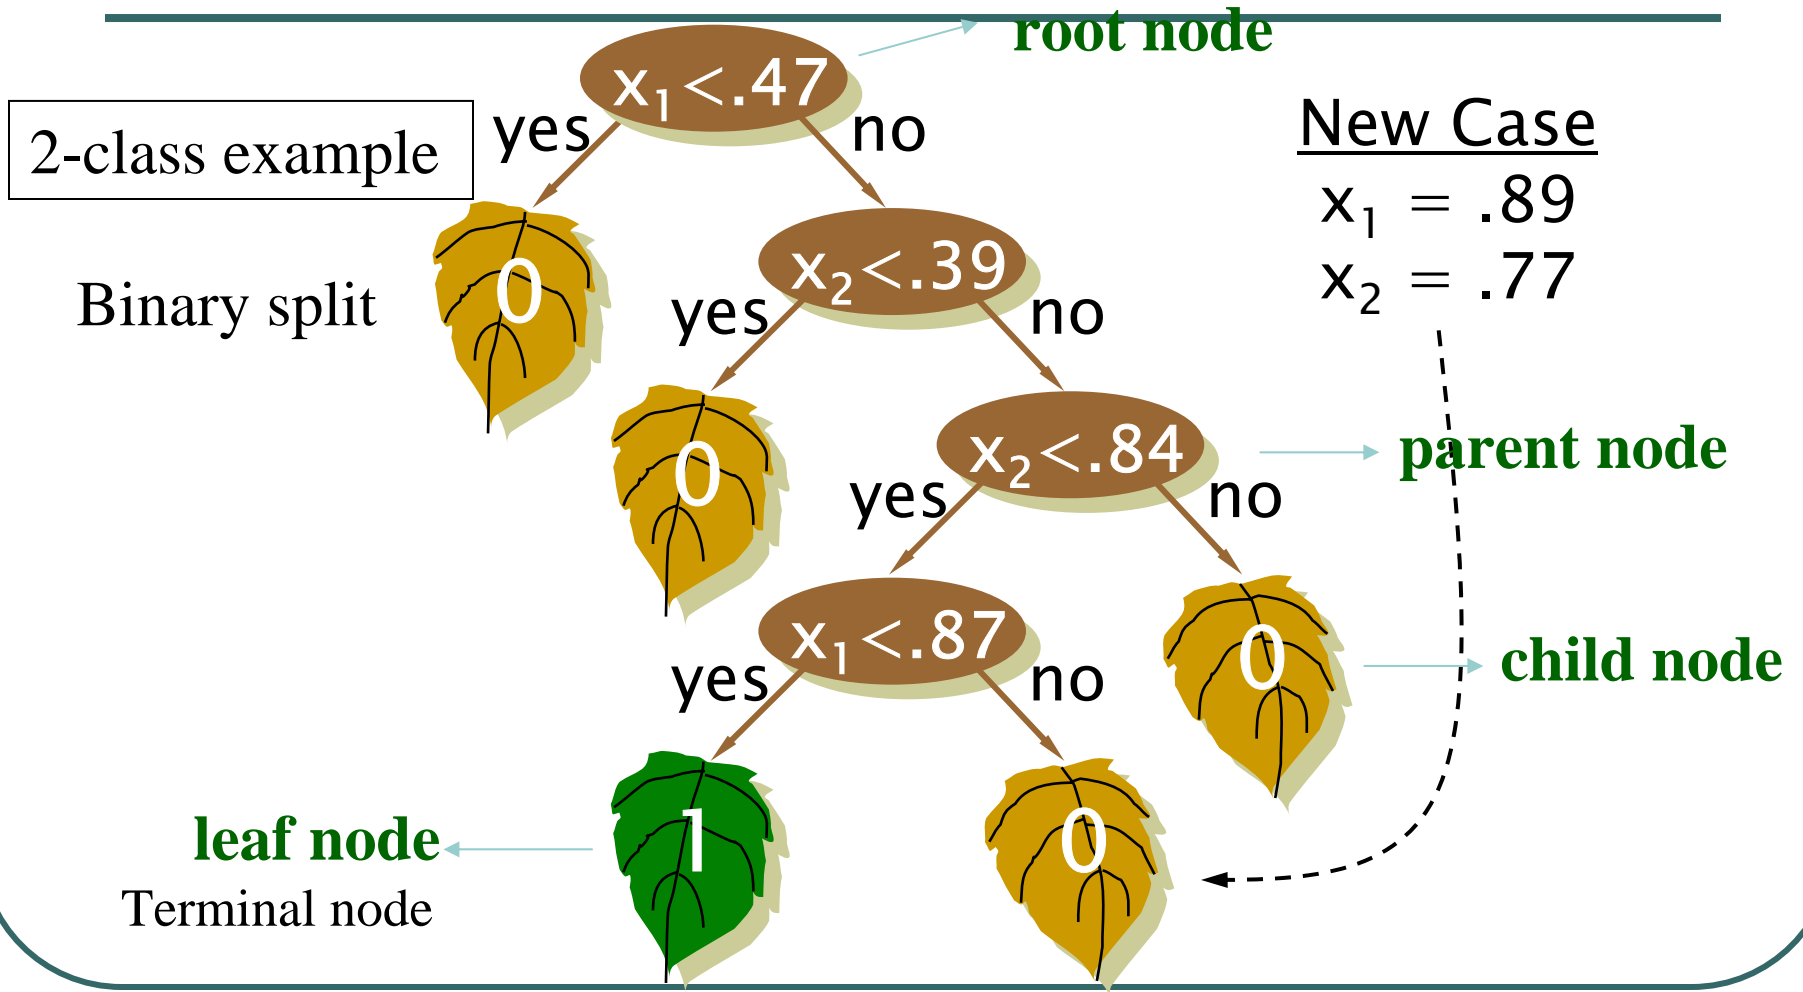 root node
x₁<.47
yes
no
New Case
2-class example
x₁ = .89
0
x₂<.39
x₂ = .77
Binary split
yes
no
0
x₂<.84
parent node
yes
no
x₁<.87
0
child node
yes
no
1
0
leaf node
Terminal node